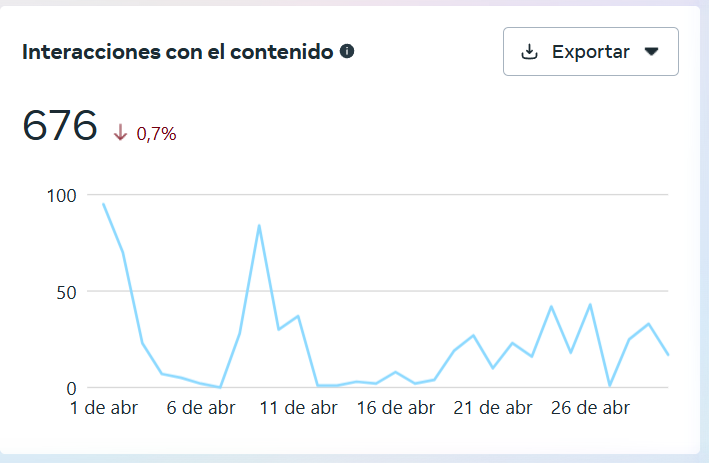 Interacciones con el contenido
Exportar
676 ↓ 0,7%
100
50
0
1 de abr 6 de abr 11 de abr 16 de abr 21 de abr 26 de abr